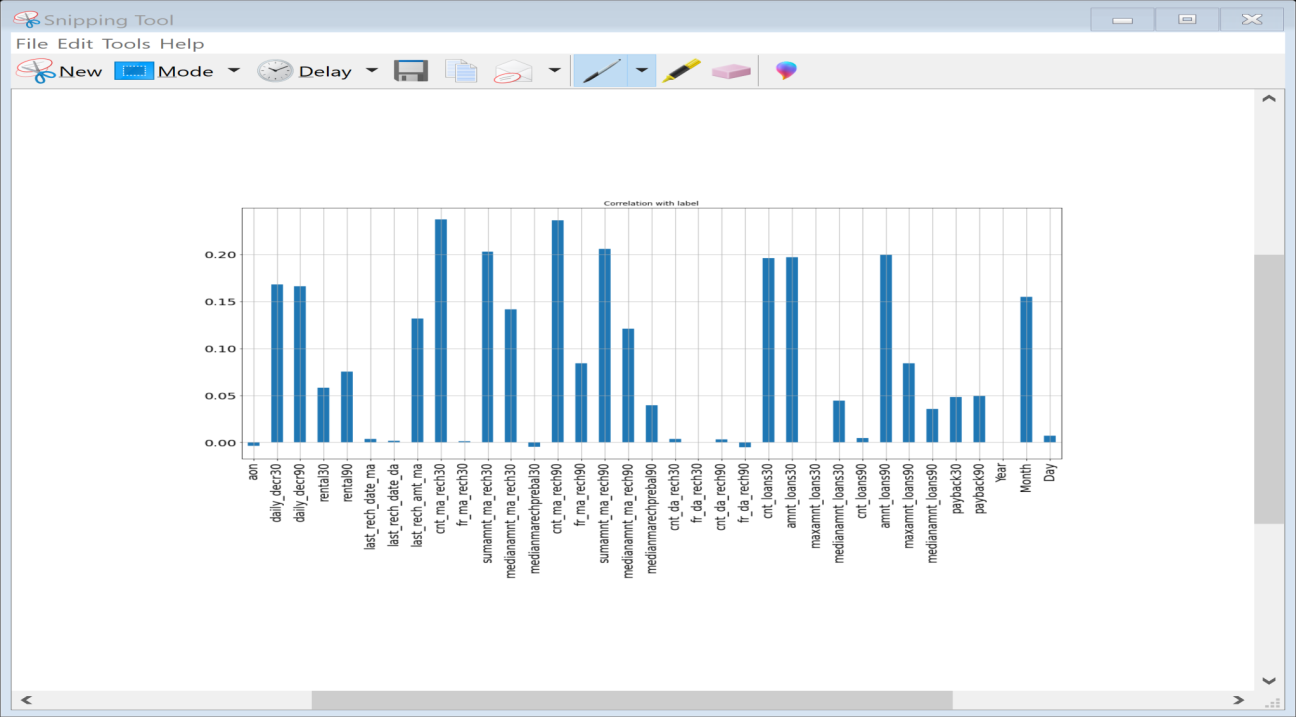 Snipping Tool
File Edit Tools Help
New Mode Delay
Correlation with label
0.20
0.15
0.10
0.05
0.00
aon
daily_decr30
daily_decr90
rental30
rental90
last_rech_date_ma
last_rech_date_da
last_rech_amt_ma
cnt_ma_rech30
fr_ma_rech30
sumamnt_ma_rech30
medianamnt_ma_rech30
medianmarechprebal30
cnt_ma_rech90
fr_ma_rech90
sumamnt_ma_rech90
medianamnt_ma_rech90
medianmarechprebal90
cnt_da_rech30
fr_da_rech30
cnt_da_rech90
fr_da_rech90
cnt_loans30
amnt_loans30
maxamnt_loans30
medianamnt_loans30
cnt_loans90
amnt_loans90
maxamnt_loans90
medianamnt_loans90
payback30
payback90
Year
Month
Day